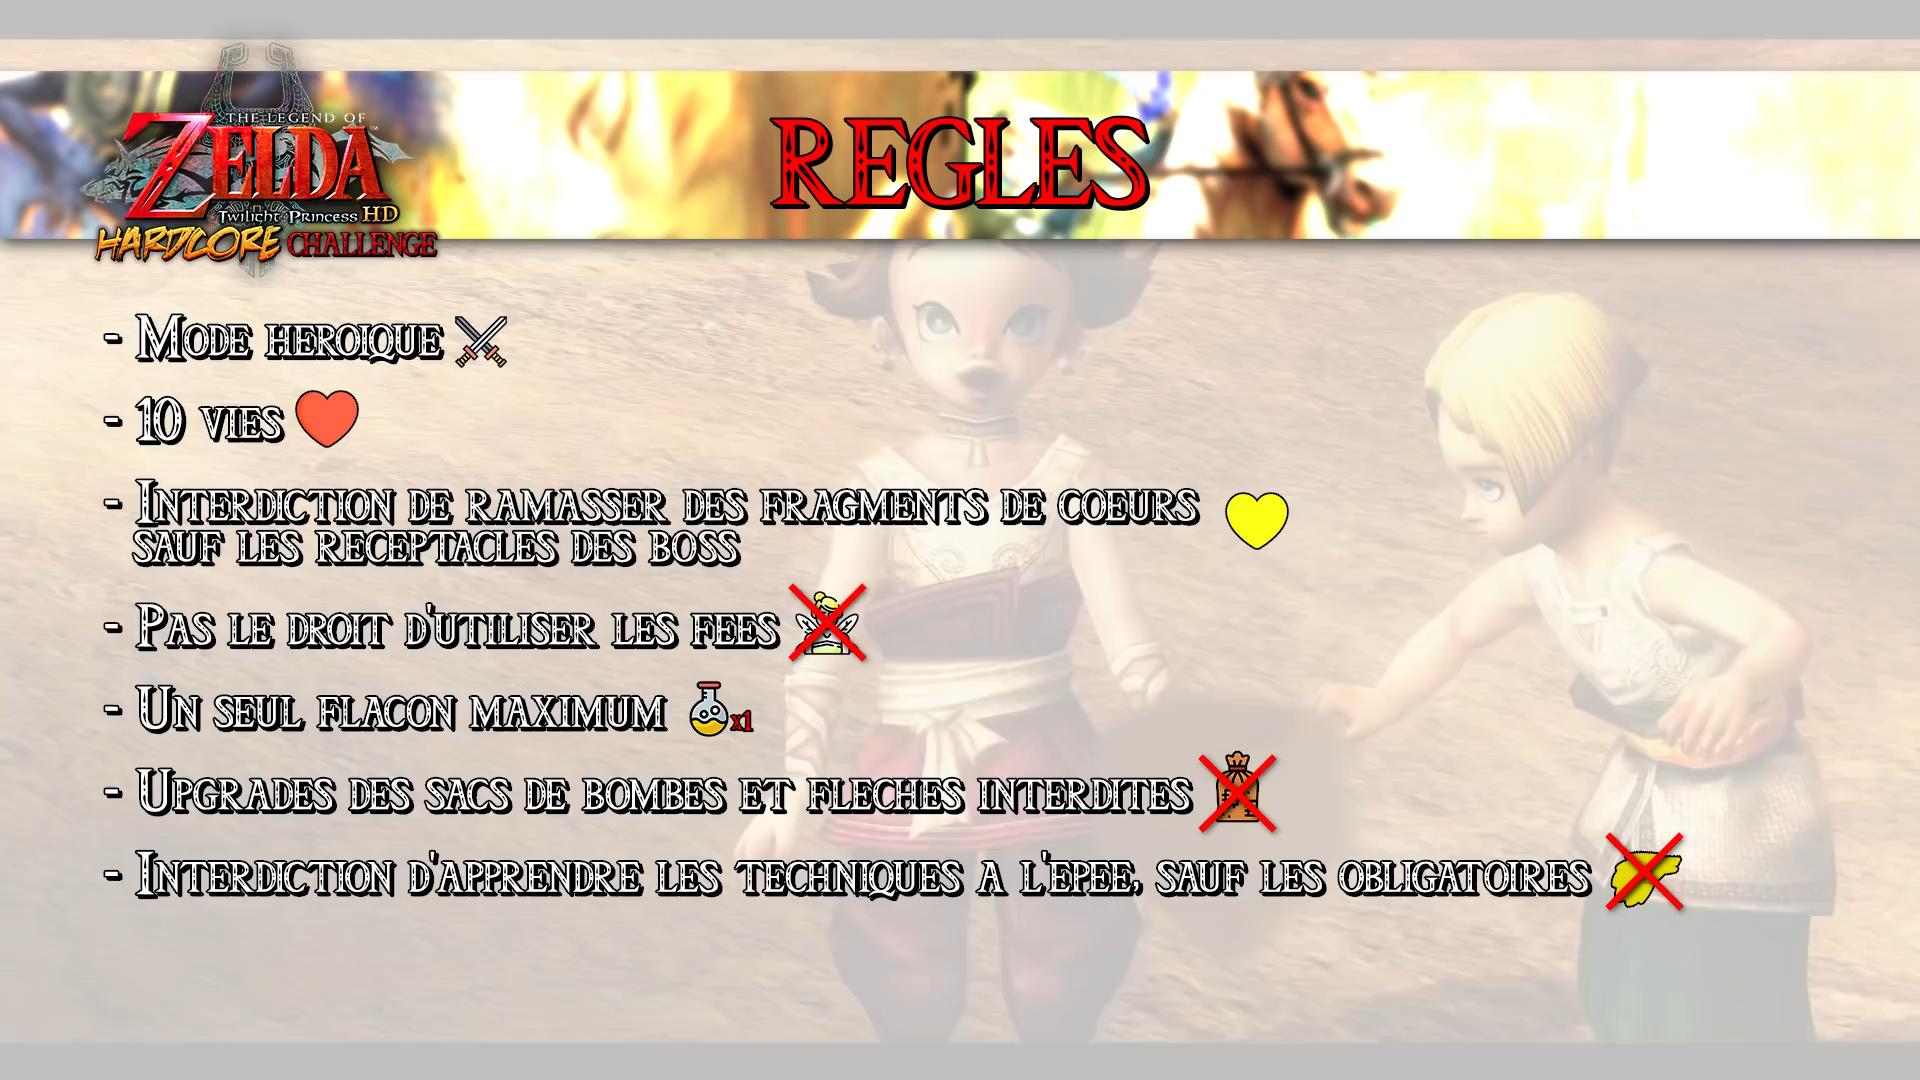 THE LEGEND OF
ZELDA
TWILIGHT PRINCESS HD
HARDCORE CHALLENGE
REGLES
- MODE HEROIQUE
- 10 VIES
- INTERDICTION DE RAMASSER DES FRAGMENTS DE COEURS
SAUF LES RECEPTACLES DES BOSS
- PAS LE DROIT D'UTILISER LES FEES
- UN SEUL FLACON MAXIMUM
x1
- UPGRADES DES SACS DE BOMBES ET FLECHES INTERDITES
- INTERDICTION D'APPRENDRE LES TECHNIQUES A L'EPEE, SAUF LES OBLIGATOIRES